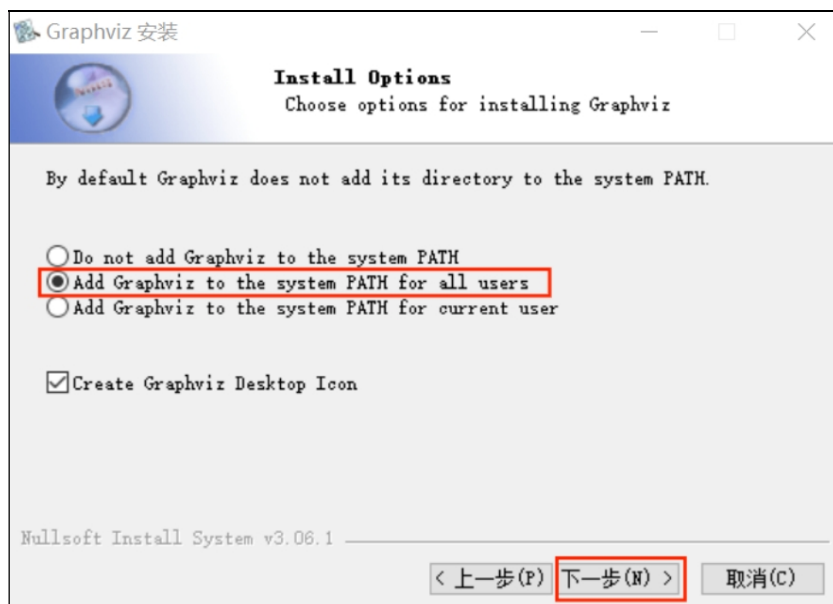 Graphviz 安装
Install Options
Choose options for installing Graphviz
By default Graphviz does not add its directory to the system PATH.
Do not add Graphviz to the system PATH
Add Graphviz to the system PATH for all users
Add Graphviz to the system PATH for current user
Create Graphviz Desktop Icon
Nullsoft Install System v3.06.1
< 上一步(P) 下一步(N) > 取消(C)